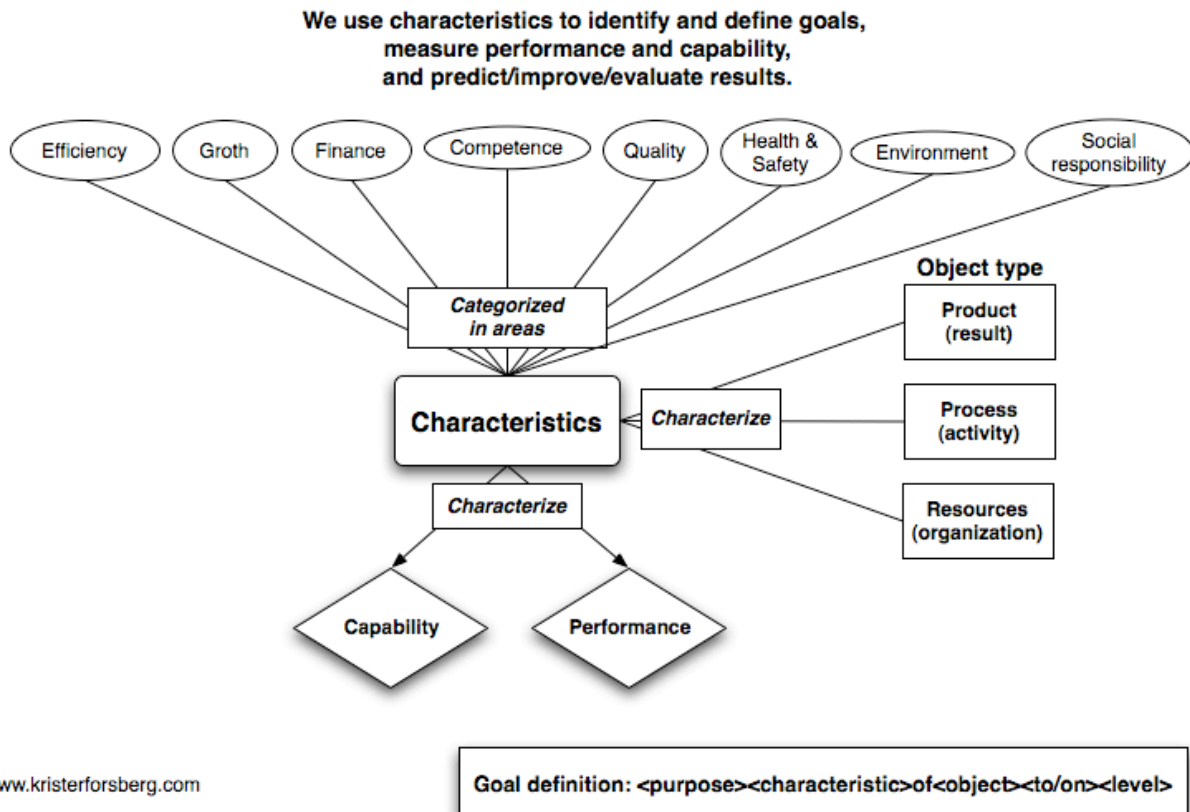 We use characteristics to identify and define goals,
measure performance and capability,
and predict/improve/evaluate results.
Efficiency
Groth
Finance
Competence
Quality
Health &
Safety
Environment
Social
responsibility
Object type
Categorized
in areas
Product
(result)
Characteristics
Characterize
Process
(activity)
Characterize
Resources
(organization)
Capability
Performance
ww.kristerforsberg.com
Goal definition: <purpose><characteristic>of<object><to/on><level>